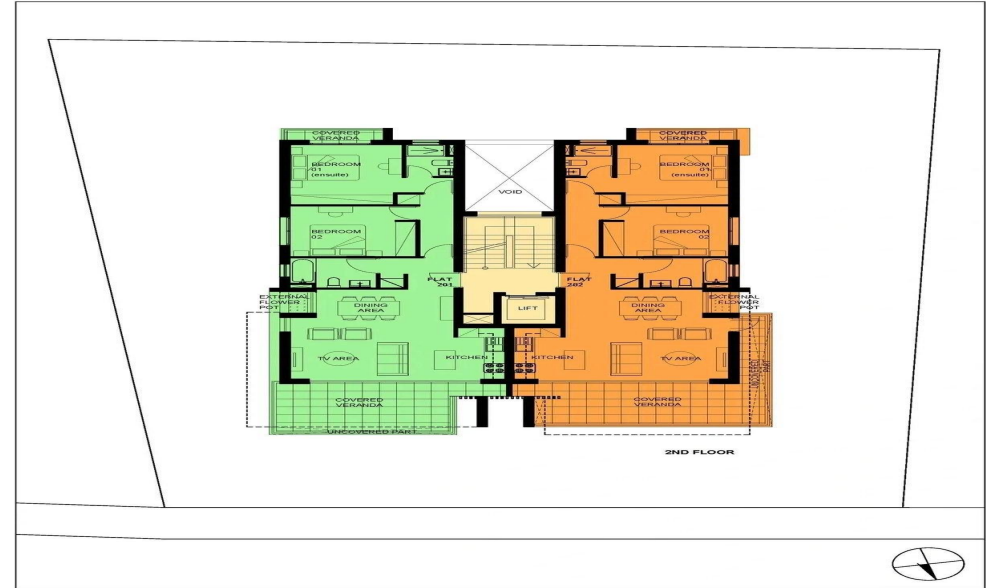 COVERED
VERANDA
COVERED
VERANDA
BEDROOM
01
(ensuite)
BEDROOM
01
(ensuite)
VOID
BEDROOM
02
BEDROOM
02
FLAT
201
FLAT
202
EXTERNAL
FLOWER
POT
DINING
AREA
LIFT
DINING
AREA
EXTERNAL
FLOWER
POT
TV AREA
KITCHEN
KITCHEN
TV AREA
UNCOVERED
PART
COVERED
VERANDA
COVERED
VERANDA
UNCOVERED PART
2ND FLOOR